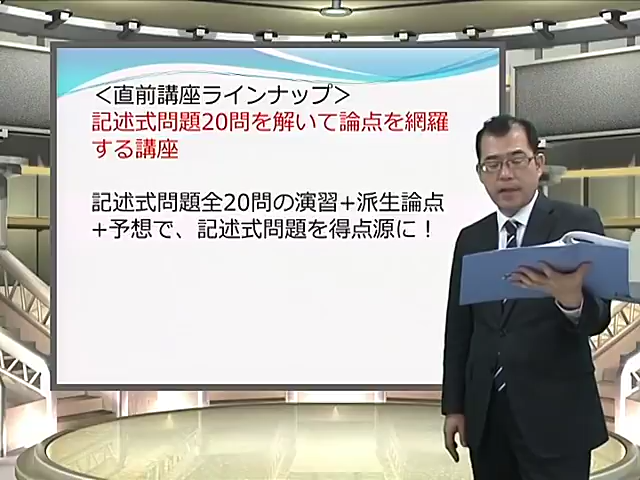 ＜直前講座ラインナップ＞
記述式問題20問を解いて論点を網羅
する講座
記述式問題全20問の演習+派生論点
+予想で、記述式問題を得点源に！